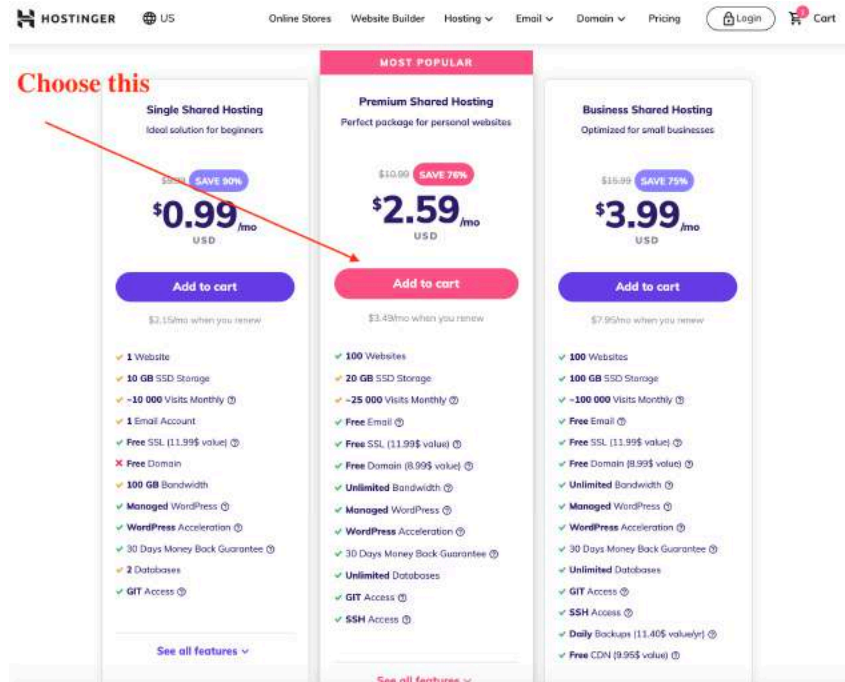 HOSTINGER
US
Online Stores
Website Builder
Hosting
Email
Domain
Pricing
Login
Cart
Choose this
Single Shared Hosting
Ideal solution for beginners
$9.99 SAVE 90%
$0.99/mo
USD
Add to cart
$2.15/mo when you renew
1 Website
10 GB SSD Storage
~10 000 Visits Monthly
1 Email Account
Free SSL (11.99$ value)
Free Domain
100 GB Bandwidth
Managed WordPress
WordPress Acceleration
30 Days Money Back Guarantee
2 Databases
GIT Access
See all features
MOST POPULAR
Premium Shared Hosting
Perfect package for personal websites
$10.99 SAVE 76%
$2.59/mo
USD
Add to cart
$3.49/mo when you renew
100 Websites
20 GB SSD Storage
~25 000 Visits Monthly
Free Email
Free SSL (11.99$ value)
Free Domain (8.99$ value)
Unlimited Bandwidth
Managed WordPress
WordPress Acceleration
30 Days Money Back Guarantee
Unlimited Databases
GIT Access
SSH Access
See all features
Business Shared Hosting
Optimized for small businesses
$15.99 SAVE 75%
$3.99/mo
USD
Add to cart
$7.95/mo when you renew
100 Websites
100 GB SSD Storage
~100 000 Visits Monthly
Free Email
Free SSL (11.99$ value)
Free Domain (8.99$ value)
Unlimited Bandwidth
Managed WordPress
WordPress Acceleration
30 Days Money Back Guarantee
Unlimited Databases
GIT Access
SSH Access
Daily Backups (11.40$ value/yr)
Free CDN (9.95$ value)